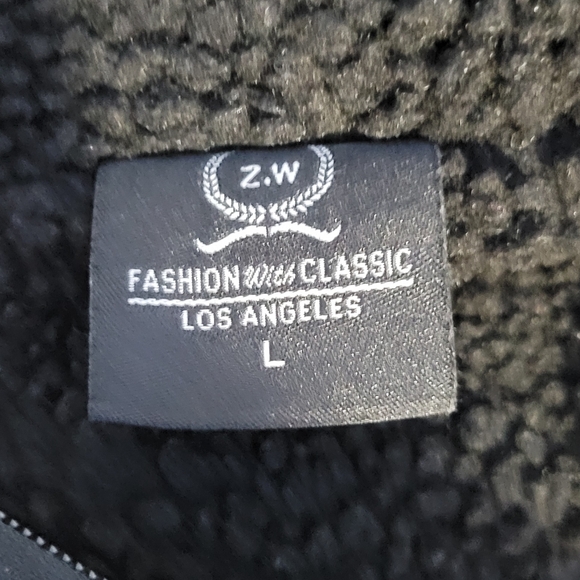 Z.W
FASHION With CLASSIC
LOS ANGELES
L